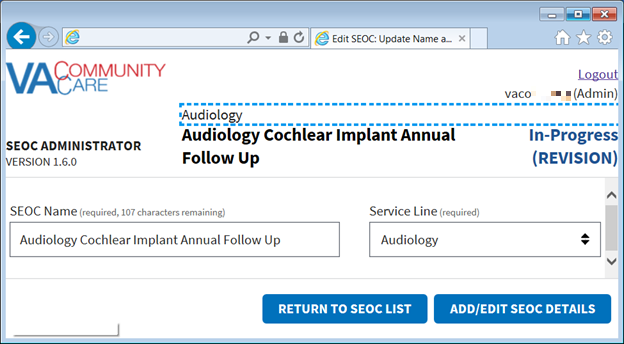 Edit SEOC: Update Name a...
VA COMMUNITY CARE
Logout
vaco (Admin)
Audiology
SEOC ADMINISTRATOR
VERSION 1.6.0
Audiology Cochlear Implant Annual
Follow Up
In-Progress
(REVISION)
SEOC Name (required, 107 characters remaining)
Audiology Cochlear Implant Annual Follow Up
Service Line (required)
Audiology
RETURN TO SEOC LIST
ADD/EDIT SEOC DETAILS